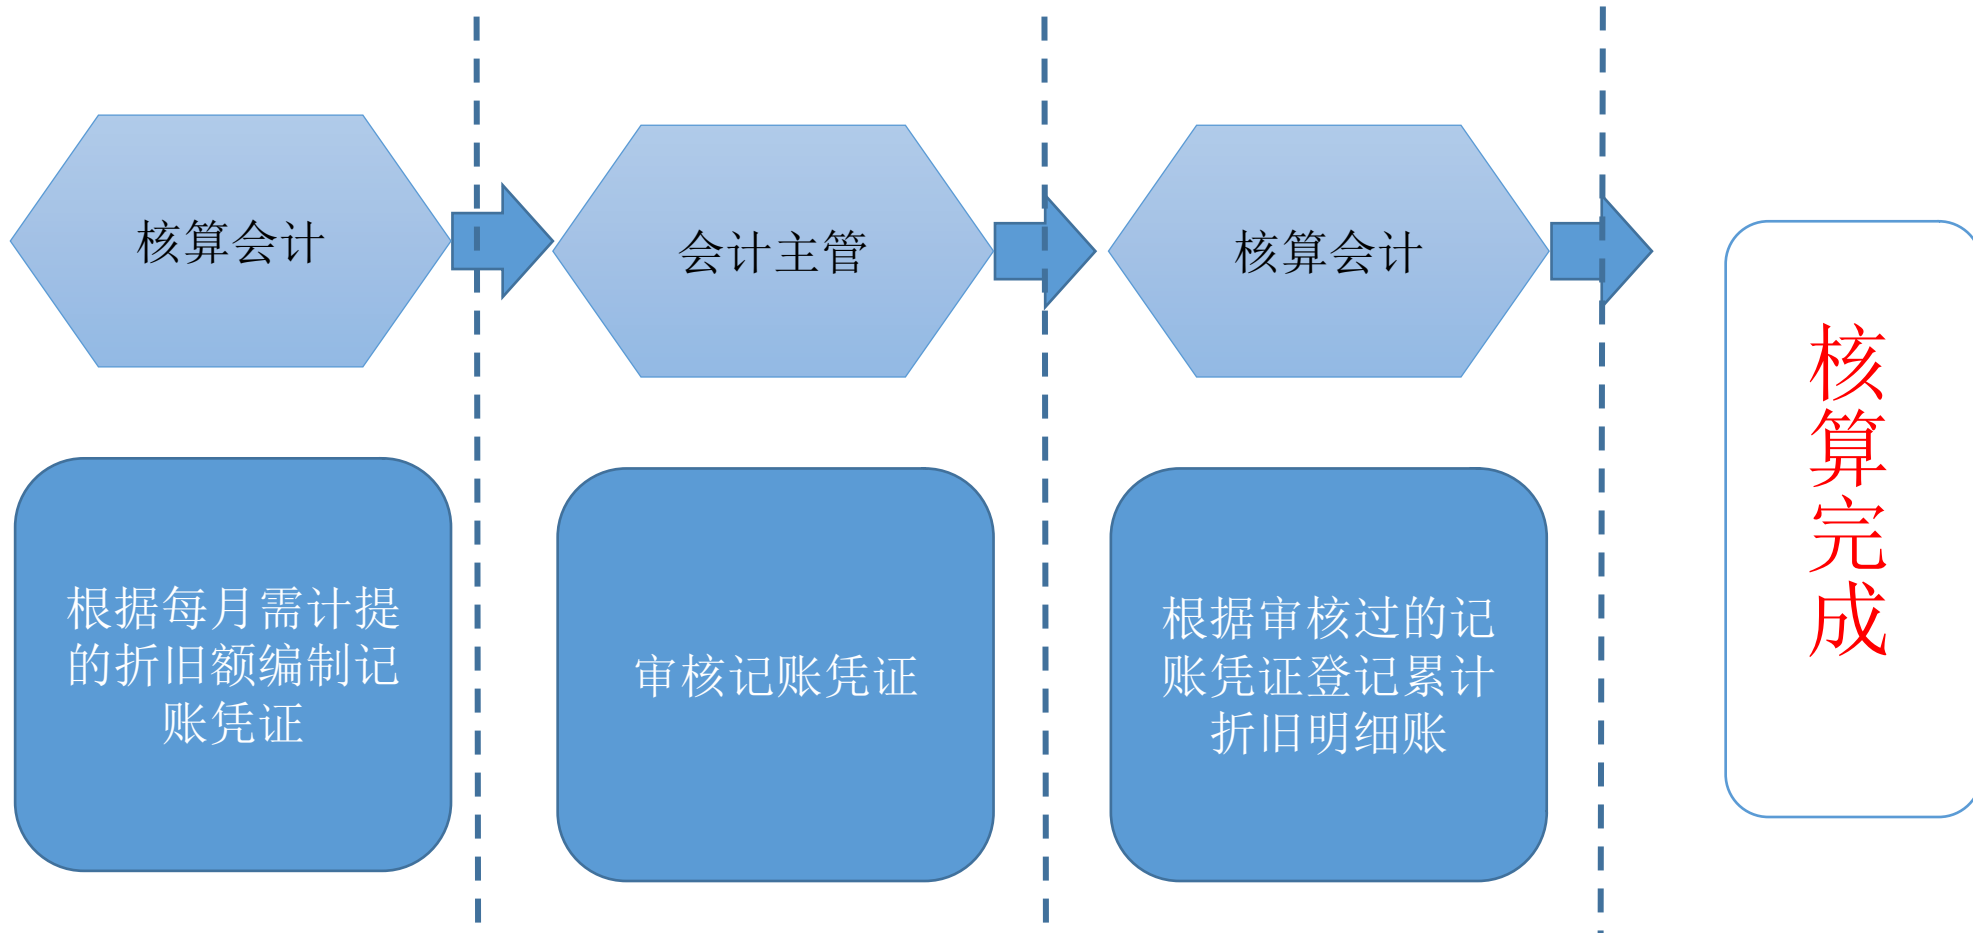 核算会计
会计主管
核算会计
根据每月需计提
的折旧额编制记
账凭证
审核记账凭证
根据审核过的记
账凭证登记累计
折旧明细账
核
算
完
成